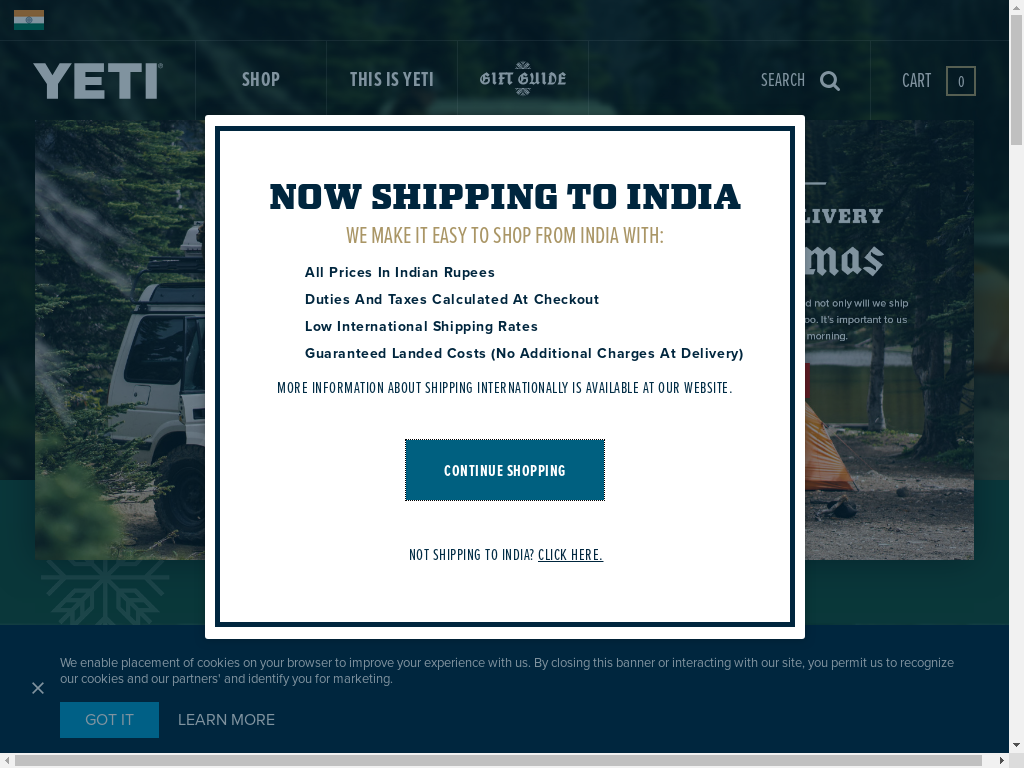 YETI
SHOP
THIS IS YETI
GIFT GUIDE
SEARCH
CART
0
LIVERY
mas
d not only will we ship
oo. It's important to us
morning.
NOW SHIPPING TO INDIA
WE MAKE IT EASY TO SHOP FROM INDIA WITH:
All Prices In Indian Rupees
Duties And Taxes Calculated At Checkout
Low International Shipping Rates
Guaranteed Landed Costs (No Additional Charges At Delivery)
MORE INFORMATION ABOUT SHIPPING INTERNATIONALLY IS AVAILABLE AT OUR WEBSITE.
CONTINUE SHOPPING
NOT SHIPPING TO INDIA? CLICK HERE.
We enable placement of cookies on your browser to improve your experience with us. By closing this banner or interacting with our site, you permit us to recognize
our cookies and our partners' and identify you for marketing.
GOT IT
LEARN MORE